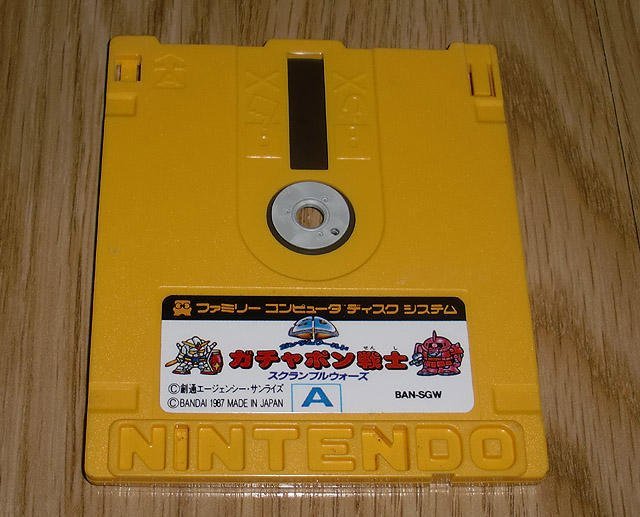 ファミリー コンピュータ ディスク システム
ガチャポン戦士
せんし
スクランブルウォーズ
©創通エージェンシー・サンライズ
©BANDAI 1987 MADE IN JAPAN
A
BAN-SGW
NINTENDO